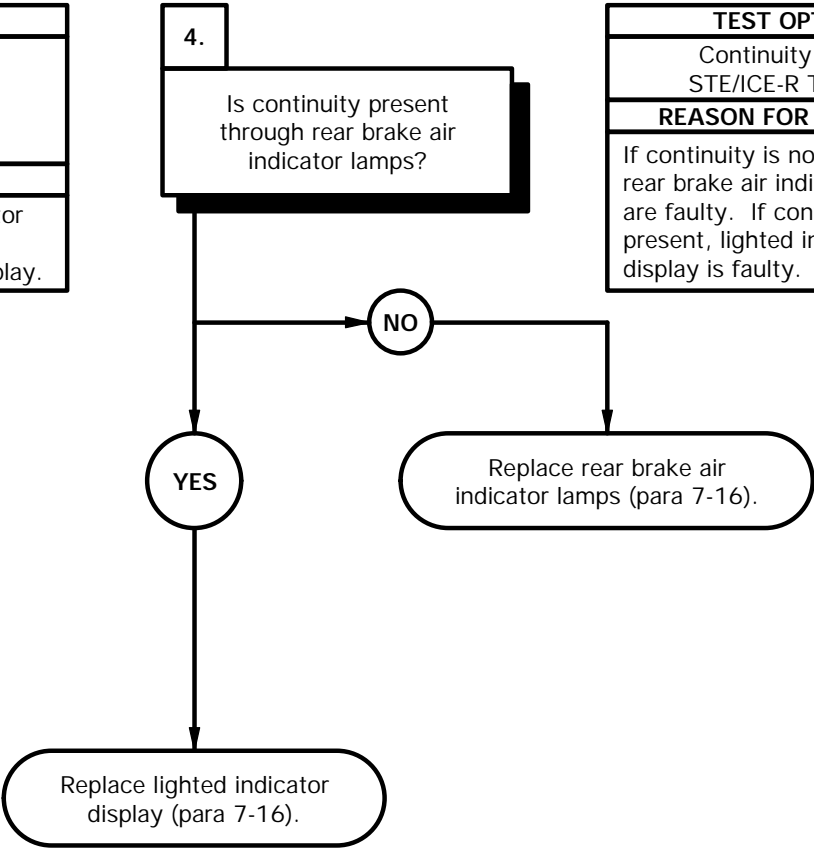 or
lay.
4.
Is continuity present
through rear brake air
indicator lamps?
TEST OPT
Continuity
STE/ICE-R T
REASON FOR
If continuity is no
rear brake air indi
are faulty. If con
present, lighted in
display is faulty.
NO
YES
Replace rear brake air
indicator lamps (para 7-16).
Replace lighted indicator
display (para 7-16).